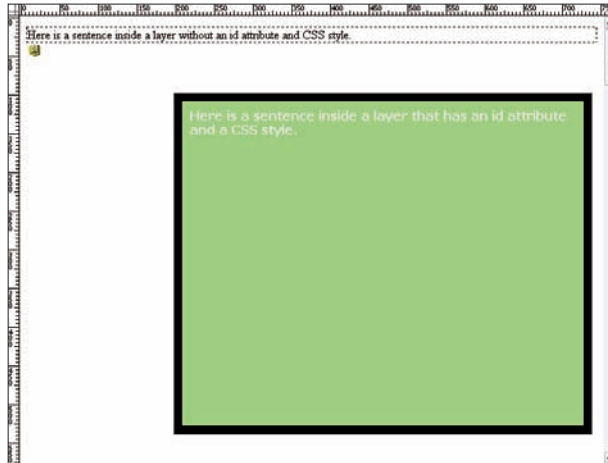 Here is a sentence inside a layer without an id attribute and CSS style.
Here is a sentence inside a layer that has an id attribute
and a CSS style.